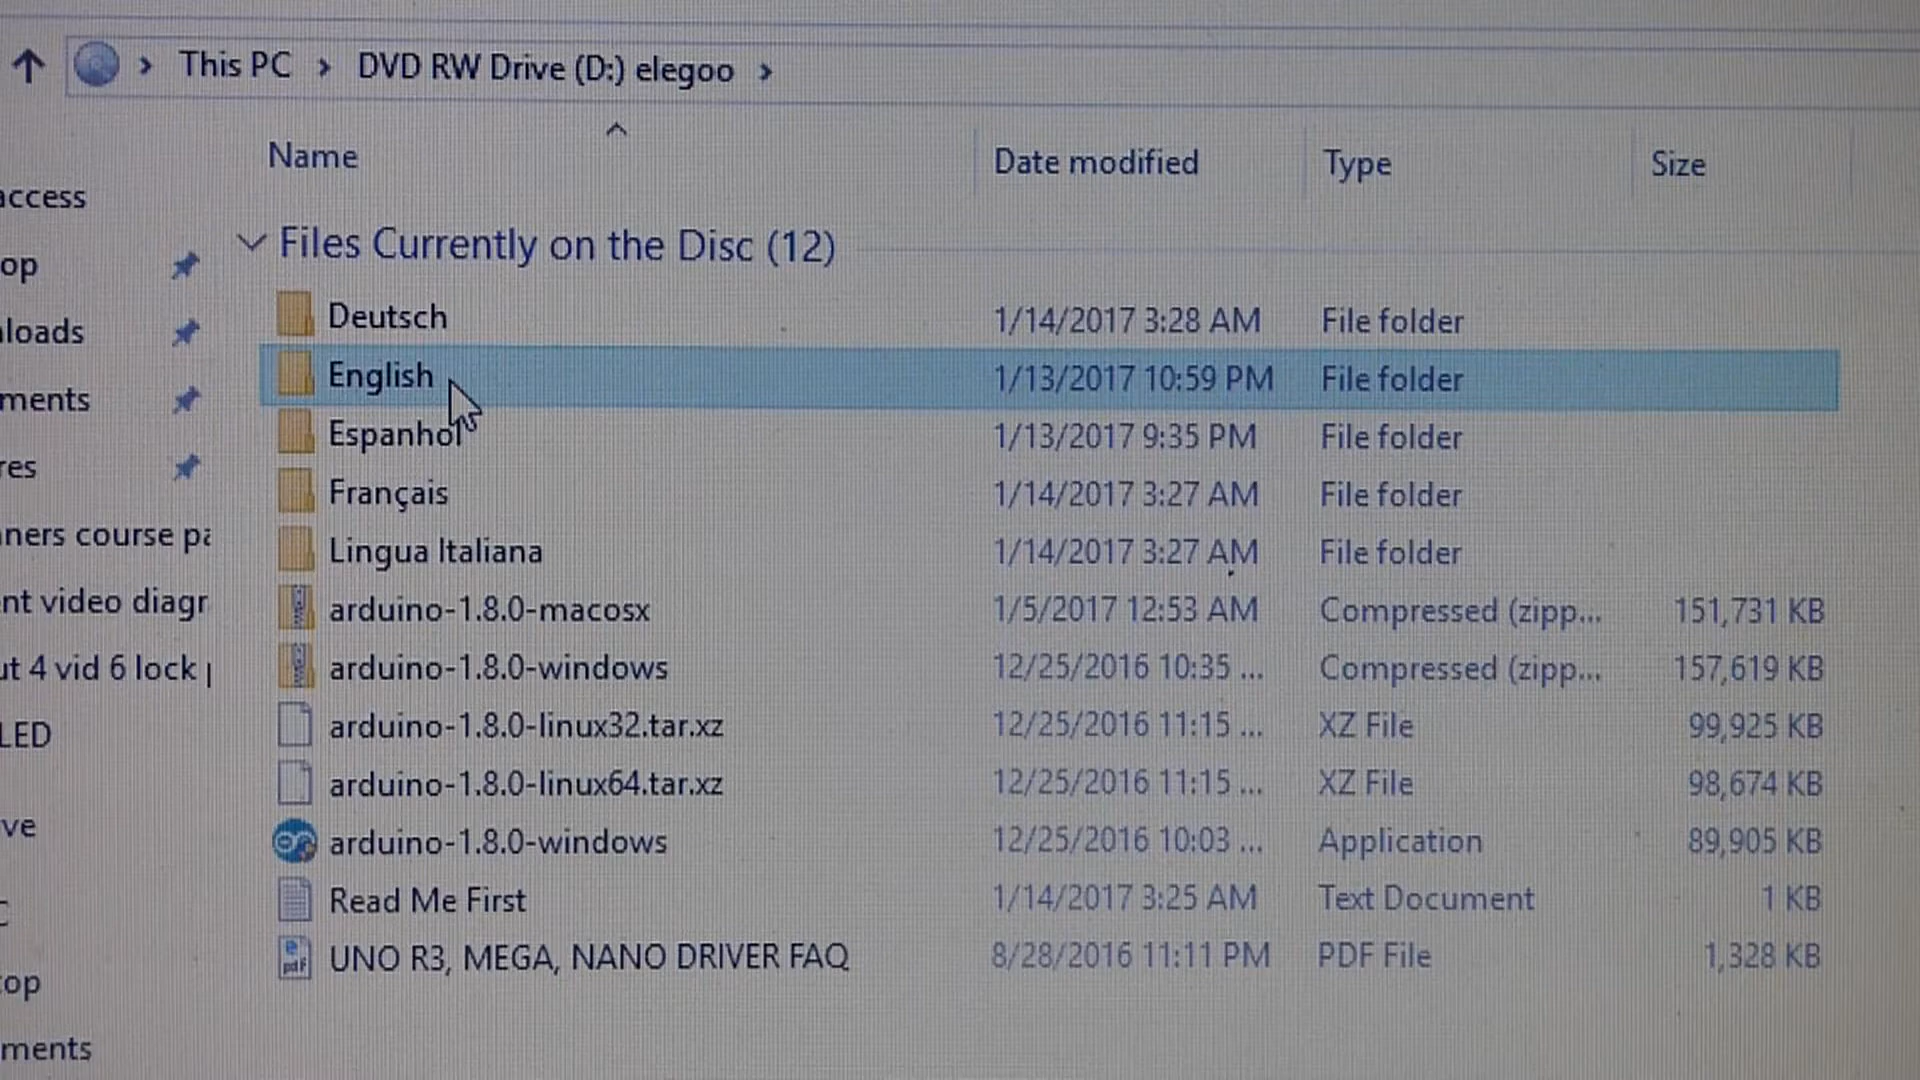 This PC > DVD RW Drive (D:) elegoo >
Name Date modified Type Size
access
Files Currently on the Disc (12)
op
Deutsch 1/14/2017 3:28 AM File folder
loads
English 1/13/2017 10:59 PM File folder
ments
Espanhol 1/13/2017 9:35 PM File folder
res
Français 1/14/2017 3:27 AM File folder
ners course pa
Lingua Italiana 1/14/2017 3:27 AM File folder
nt video diagr
arduino-1.8.0-macosx 1/5/2017 12:53 AM Compressed (zipp... 151,731 KB
ut 4 vid 6 lock
arduino-1.8.0-windows 12/25/2016 10:35 ... Compressed (zipp... 157,619 KB
LED
arduino-1.8.0-linux32.tar.xz 12/25/2016 11:15 ... XZ File 99,925 KB
arduino-1.8.0-linux64.tar.xz 12/25/2016 11:15 ... XZ File 98,674 KB
ve
arduino-1.8.0-windows 12/25/2016 10:03 ... Application 89,905 KB
Read Me First 1/14/2017 3:25 AM Text Document 1 KB
pdf
UNO R3, MEGA, NANO DRIVER FAQ 8/28/2016 11:11 PM PDF File 1,328 KB
top
ments